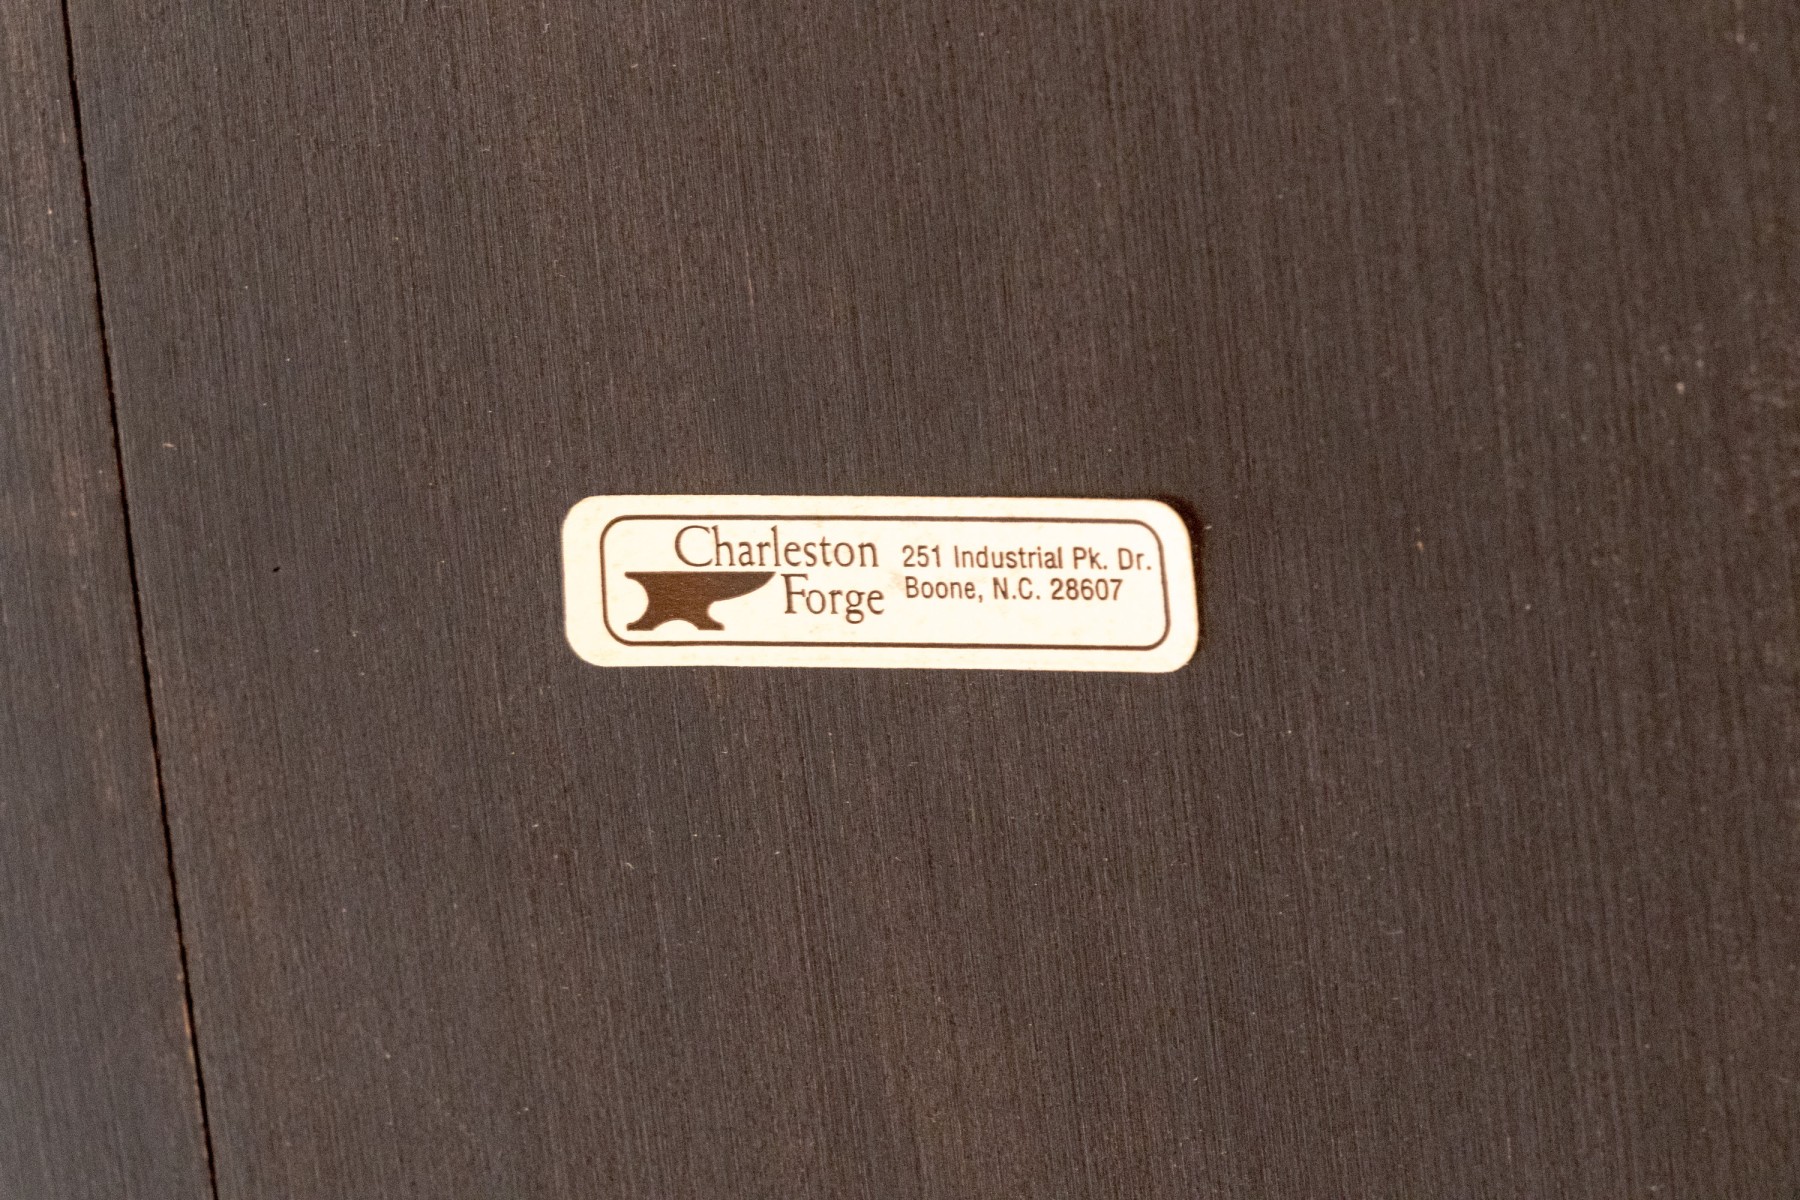 Charleston
Forge
251 Industrial Pk. Dr.
Boone, N.C. 28607